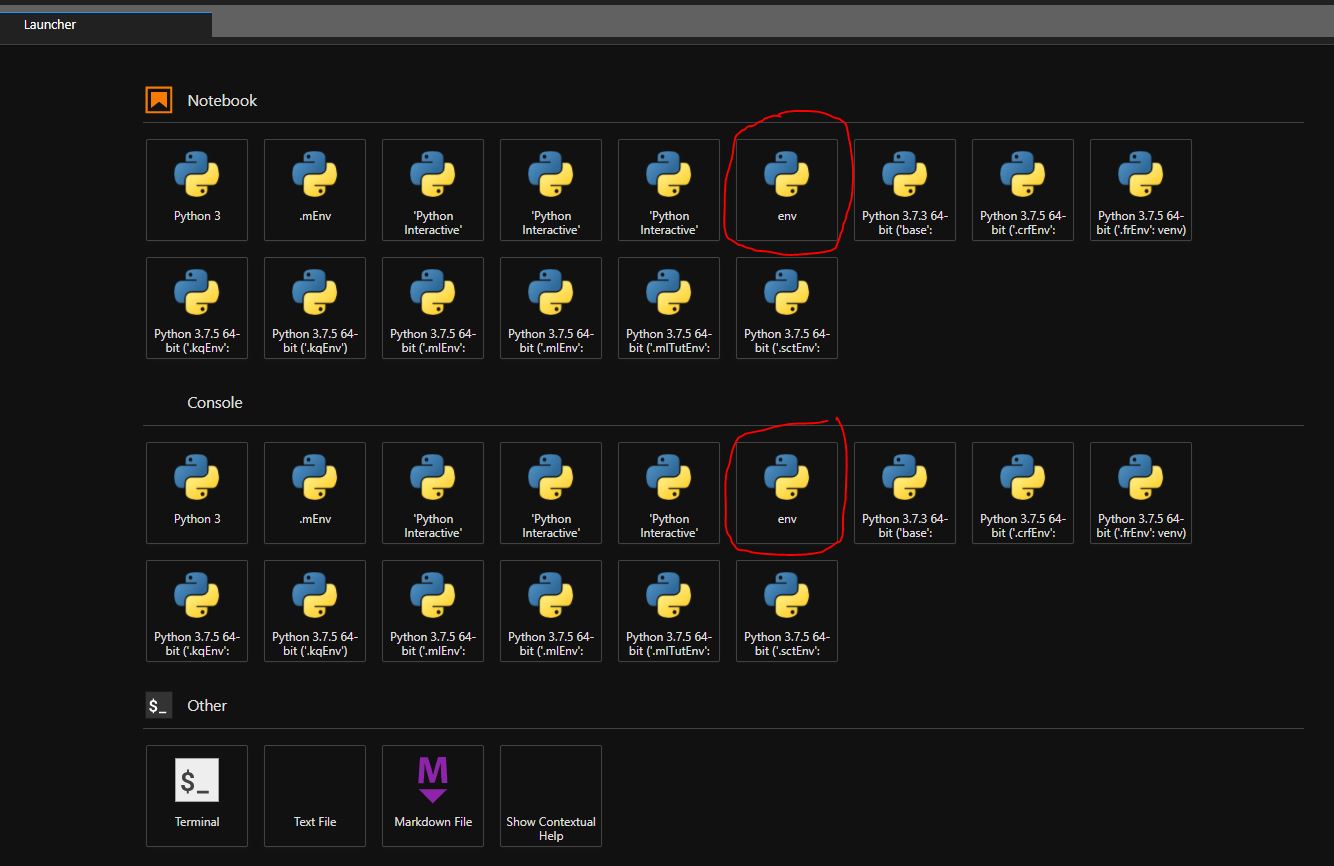 Launcher
Notebook
Python 3
.mEnv
'Python
Interactive'
'Python
Interactive'
'Python
Interactive'
env
Python 3.7.3 64-
bit ('base':
Python 3.7.5 64-
bit ('.crfEnv':
Python 3.7.5 64-
bit ('.frEnv': venv)
Python 3.7.5 64-
bit ('.kqEnv':
Python 3.7.5 64-
bit ('.kqEnv')
Python 3.7.5 64-
bit ('.mlEnv':
Python 3.7.5 64-
bit ('.mlEnv':
Python 3.7.5 64-
bit ('.mlTutEnv':
Python 3.7.5 64-
bit ('.sctEnv':
Console
Python 3
.mEnv
'Python
Interactive'
'Python
Interactive'
'Python
Interactive'
env
Python 3.7.3 64-
bit ('base':
Python 3.7.5 64-
bit ('.crfEnv':
Python 3.7.5 64-
bit ('.frEnv': venv)
Python 3.7.5 64-
bit ('.kqEnv':
Python 3.7.5 64-
bit ('.kqEnv')
Python 3.7.5 64-
bit ('.mlEnv':
Python 3.7.5 64-
bit ('.mlEnv':
Python 3.7.5 64-
bit ('.mlTutEnv':
Python 3.7.5 64-
bit ('.sctEnv':
$_
Other
$_
Terminal
Text File
M
Markdown File
Show Contextual
Help